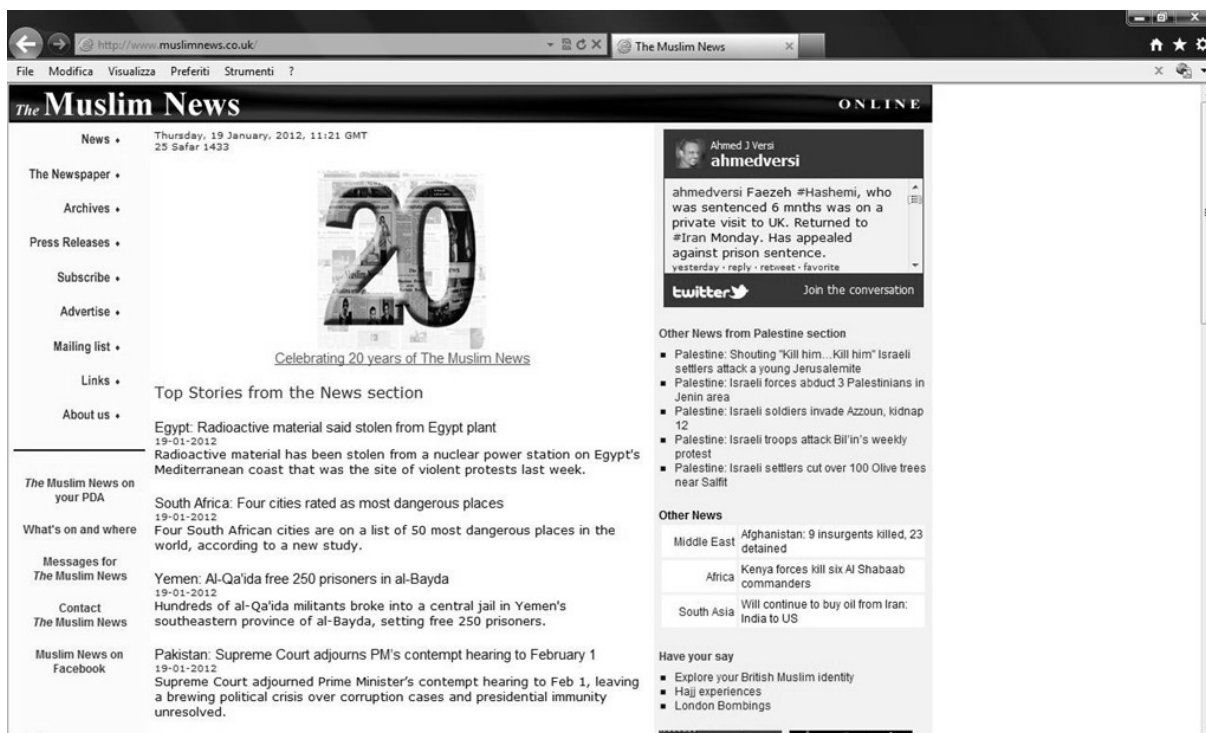 http://www.muslimnews.co.uk/
The Muslim News
File Modifica Visualizza Preferiti Strumenti ?
The Muslim News
ONLINE
News
The Newspaper
Archives
Press Releases
Subscribe
Advertise
Mailing list
Links
About us
The Muslim News on
your PDA
What's on and where
Messages for
The Muslim News
Contact
The Muslim News
Muslim News on
Facebook
Thursday, 19 January, 2012, 11:21 GMT
25 Safar 1433
20
Celebrating 20 years of The Muslim News
Top Stories from the News section
Egypt: Radioactive material said stolen from Egypt plant
19-01-2012
Radioactive material has been stolen from a nuclear power station on Egypt's
Mediterranean coast that was the site of violent protests last week.
South Africa: Four cities rated as most dangerous places
19-01-2012
Four South African cities are on a list of 50 most dangerous places in the
world, according to a new study.
Yemen: Al-Qa'ida free 250 prisoners in al-Bayda
19-01-2012
Hundreds of al-Qa'ida militants broke into a central jail in Yemen's
southeastern province of al-Bayda, setting free 250 prisoners.
Pakistan: Supreme Court adjourns PM's contempt hearing to February 1
19-01-2012
Supreme Court adjourned Prime Minister's contempt hearing to Feb 1, leaving
a brewing political crisis over corruption cases and presidential immunity
unresolved.
Ahmed J Versi
ahmedversi
ahmedversi Faezeh #Hashemi, who
was sentenced 6 mnths was on a
private visit to UK. Returned to
#Iran Monday. Has appealed
against prison sentence.
yesterday · reply · retweet · favorite
twitter
Join the conversation
Other News from Palestine section
Palestine: Shouting "Kill him...Kill him" Israeli
settlers attack a young Jerusalemite
Palestine: Israeli forces abduct 3 Palestinians in
Jenin area
Palestine: Israeli soldiers invade Azzoun, kidnap
12
Palestine: Israeli troops attack Bil'in's weekly
protest
Palestine: Israeli settlers cut over 100 Olive trees
near Salfit
Other News
Middle East
Afghanistan: 9 insurgents killed, 23
detained
Africa
Kenya forces kill six Al Shabaab
commanders
South Asia
Will continue to buy oil from Iran:
India to US
Have your say
Explore your British Muslim identity
Hajj experiences
London Bombings